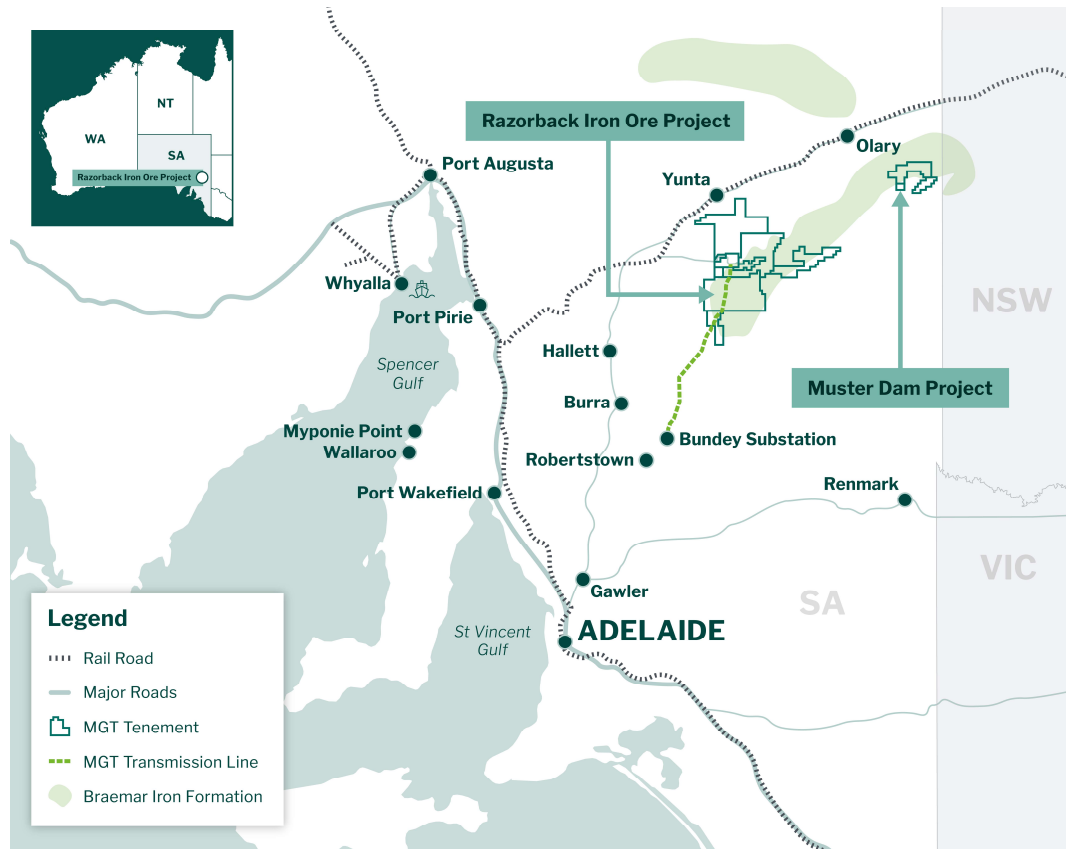 NT
WA
SA
Razorback Iron Ore Project
Razorback Iron Ore Project
Port Augusta
Olary
Yunta
Whyalla
Port Pirie
NSW
Spencer
Gulf
Hallett
Muster Dam Project
Burra
Myponie Point
Bundey Substation
Wallaroo
Robertstown
Renmark
Port Wakefield
VIC
Gawler
SA
St Vincent
Gulf
ADELAIDE
Legend
Rail Road
Major Roads
MGT Tenement
MGT Transmission Line
Braemar Iron Formation